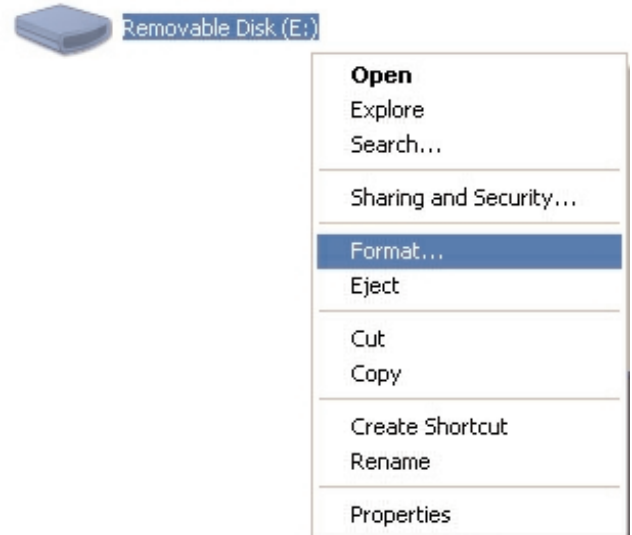 Removable Disk (E:)
Open
Explore
Search...
Sharing and Security...
Format...
Eject
Cut
Copy
Create Shortcut
Rename
Properties